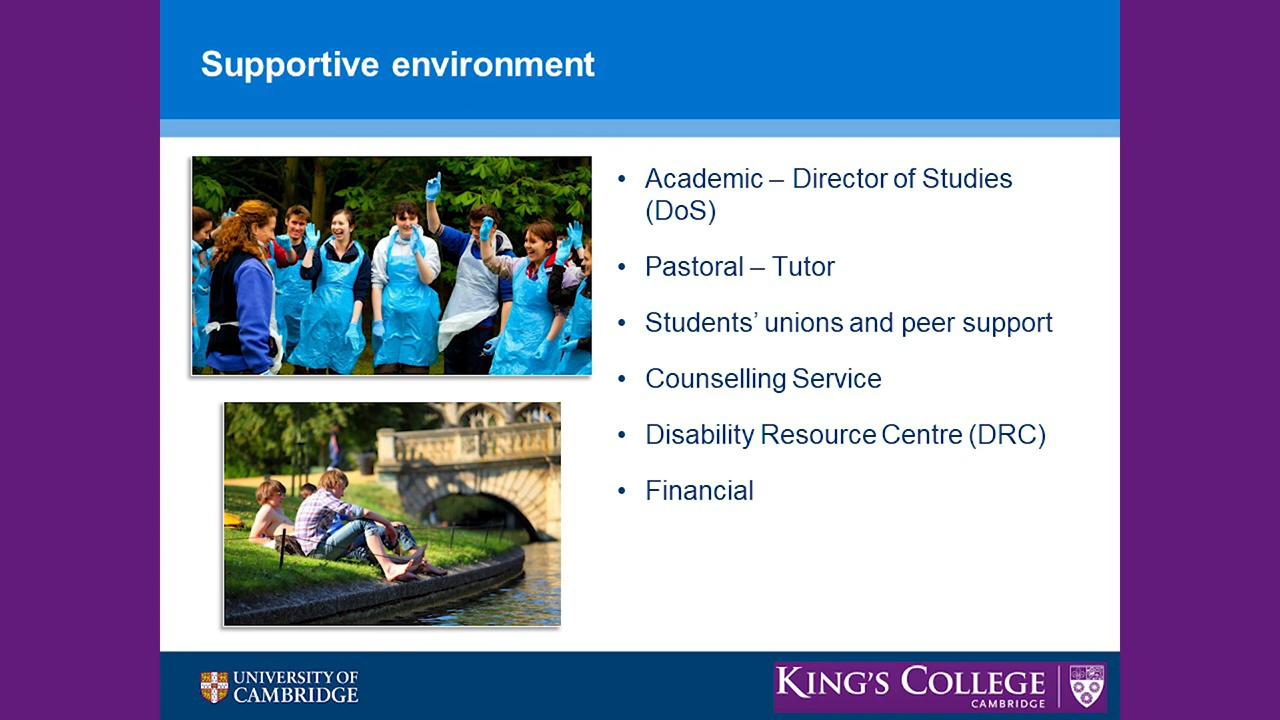 Supportive environment
• Academic – Director of Studies
(DoS)
• Pastoral – Tutor
• Students’ unions and peer support
• Counselling Service
• Disability Resource Centre (DRC)
• Financial
UNIVERSITY OF
CAMBRIDGE
KING'S COLLEGE
CAMBRIDGE